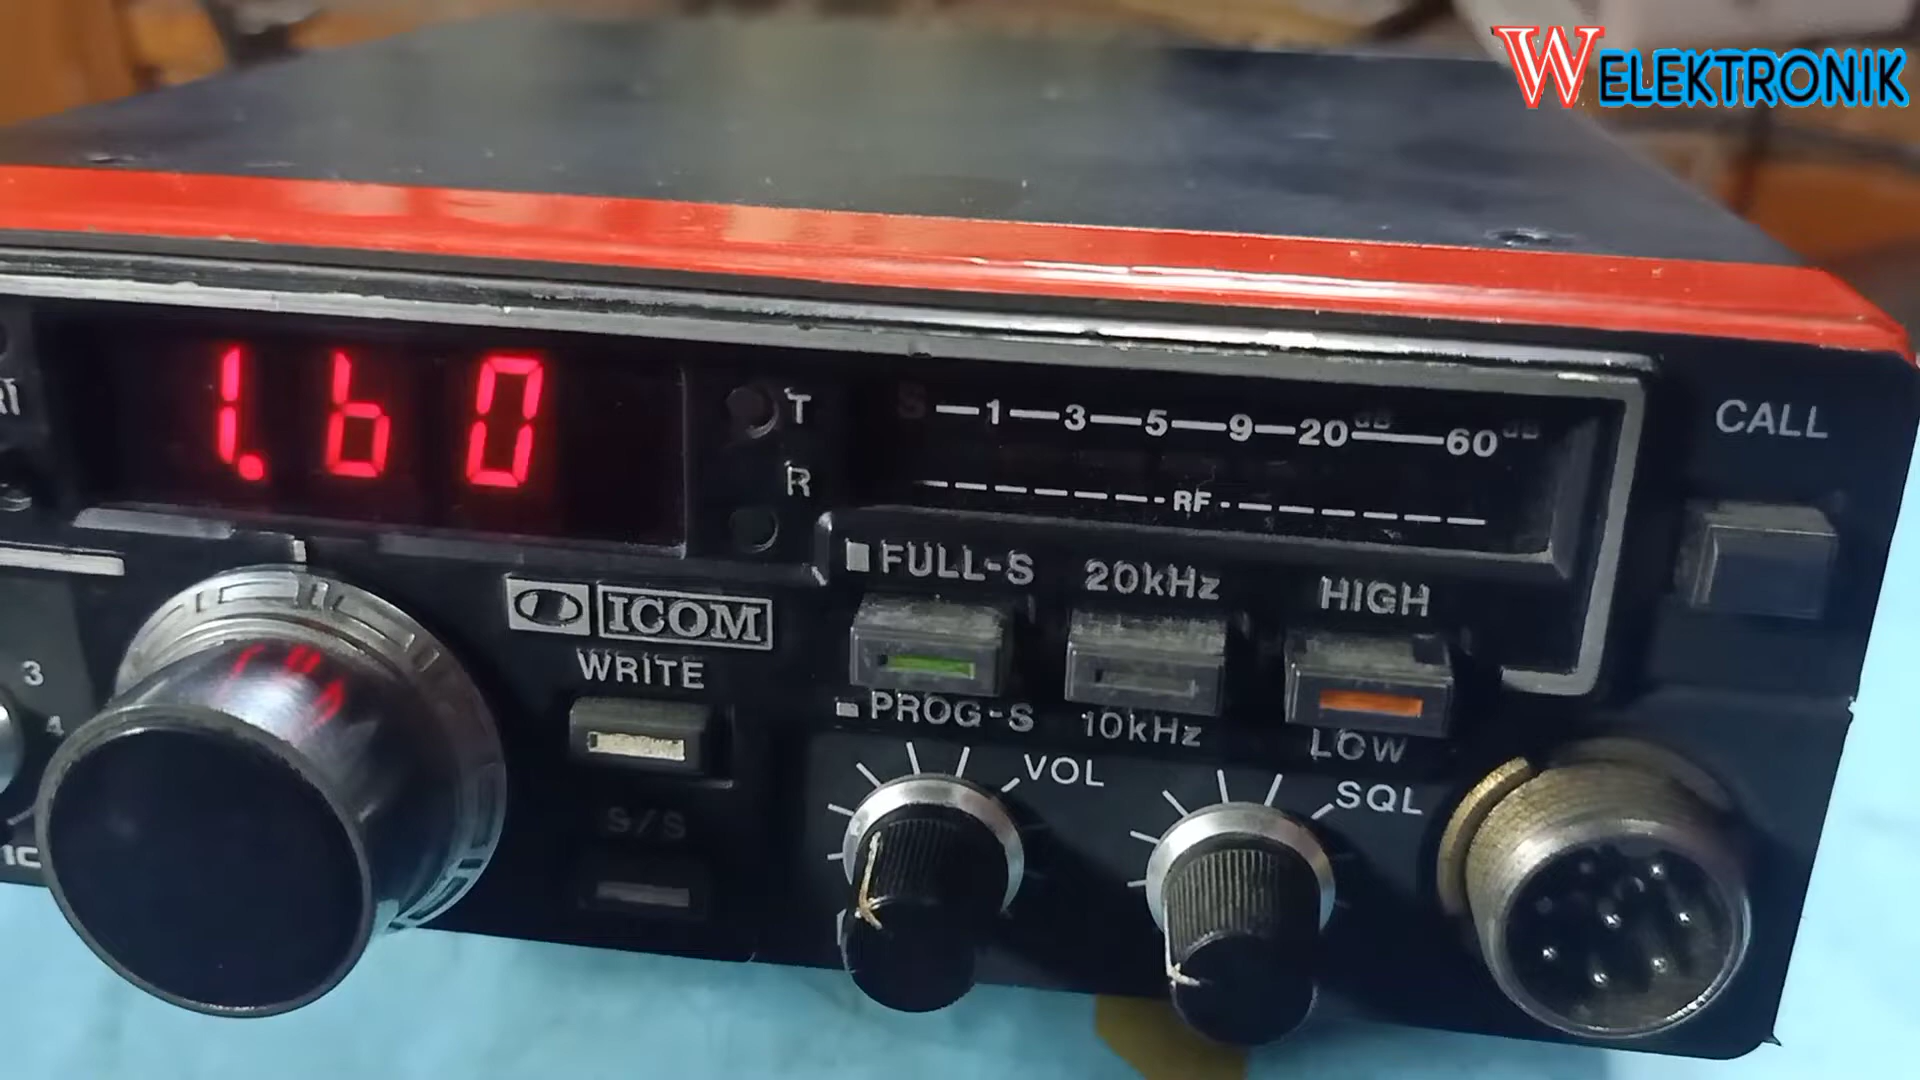 WELEKTRONIK
1.60
T
R
S 1 3 5 9 20 dB 60 dB
RF
CALL
ICOM
WRITE
S/S
FULL-S
PROG-S
20kHz
10kHz
HIGH
LOW
VOL
SQL
3
4